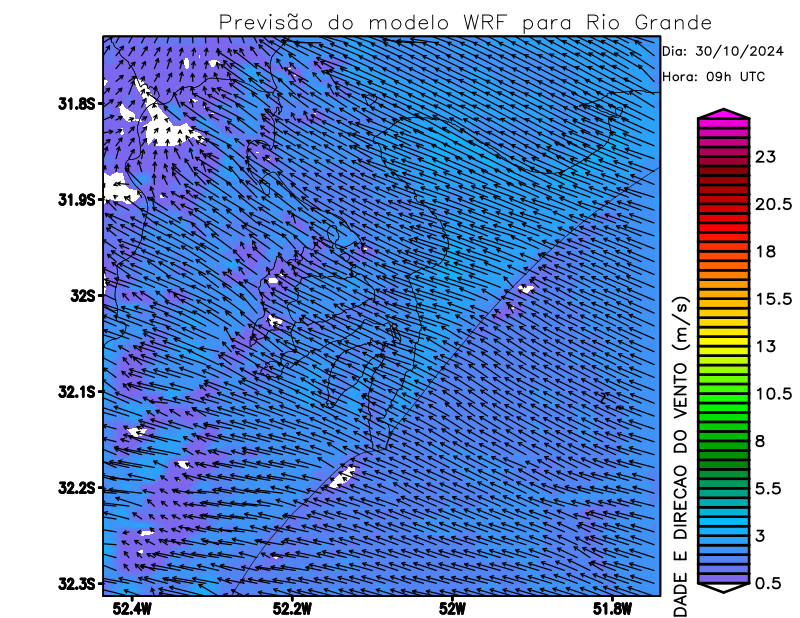 Previsão do modelo WRF para Rio Grande
Dia: 30/10/2024
Hora: 09h UTC
31.8S
31.9S
32S
32.1S
32.2S
32.3S
52.4W
52.2W
52W
51.8W
23
20.5
18
15.5
13
10.5
8
5.5
3
0.5
DADE E DIRECAO DO VENTO (m/s)